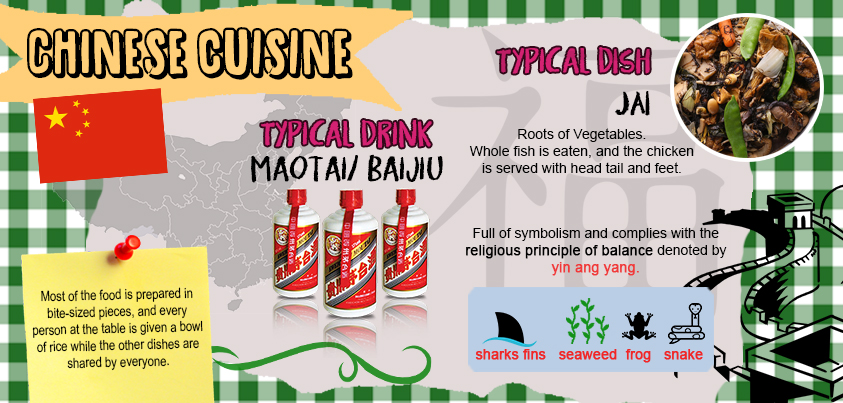 CHINESE CUISINE
TYPICAL DRINK
MAOTAI/ BAIJIU
Most of the food is prepared in
bite-sized pieces, and every
person at the table is given a bowl
of rice while the other dishes are
shared by everyone.
TYPICAL DISH
JAI
Roots of Vegetables.
Whole fish is eaten, and the chicken
is served with head tail and feet.
福
Full of symbolism and complies with the
religious principle of balance denoted by
yin ang yang.
sharks fins seaweed frog snake